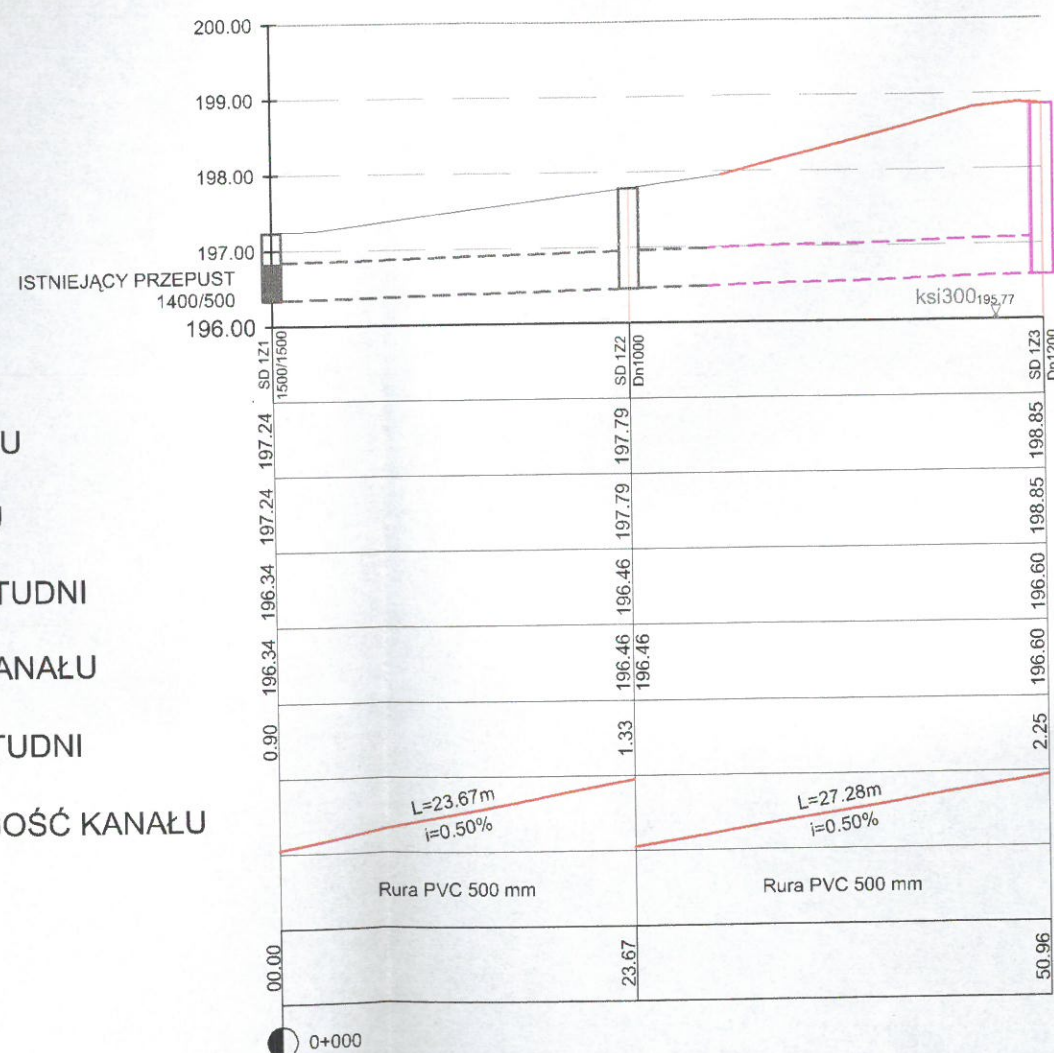 200.00
199.00
198.00
197.00
ISTNIEJĄCY PRZEPUST
1400/500
196.00
ksi300 195.77
SD 1Z1
1500/1500
SD 1Z2
Dn1000
SD 1Z3
Dn1200
U
197.24
197.79
198.85
197.24
197.79
198.85
TUDNI
196.34
196.46
196.60
ANAŁU
196.34
196.46
196.46
196.60
TUDNI
0.90
1.33
2.25
OŚĆ KANAŁU
L=23.67m
i=0.50%
L=27.28m
i=0.50%
Rura PVC 500 mm
Rura PVC 500 mm
00.00
23.67
50.96
0+000